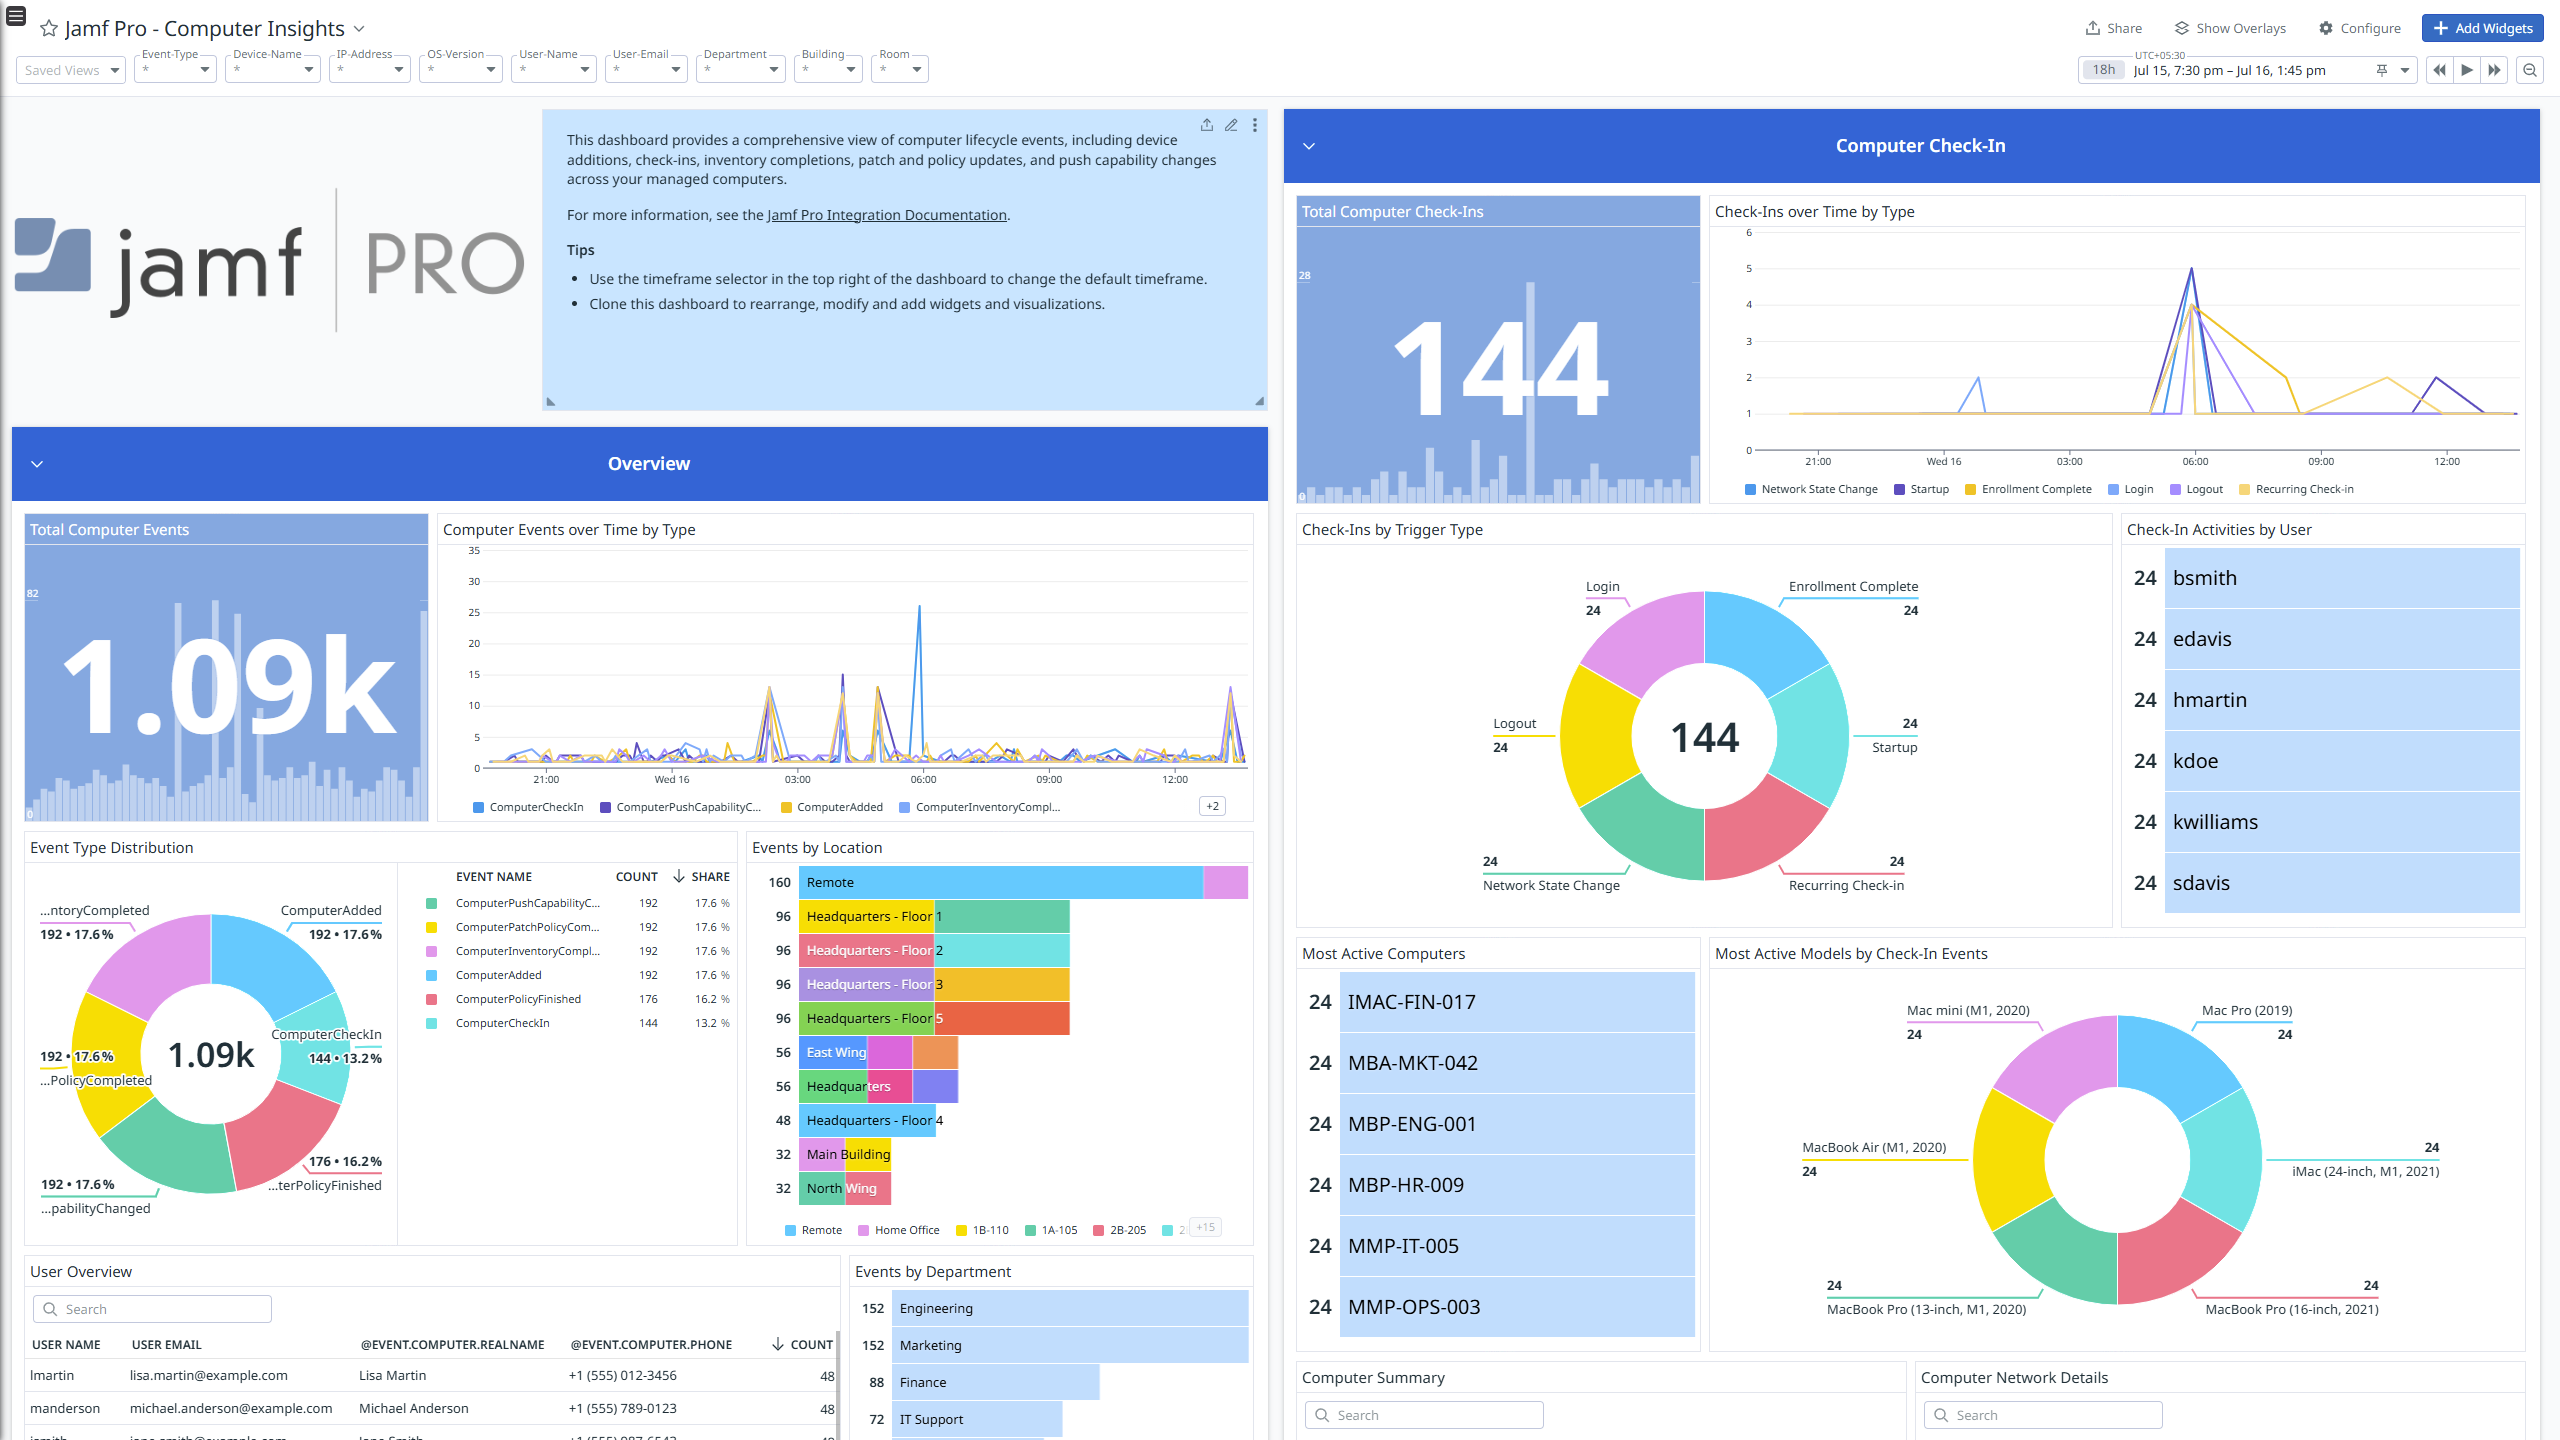 Jamf Pro - Computer Insights
Share
Show Overlays
Configure
Add Widgets
Saved Views
Event-Type
*
Device-Name
*
IP-Address
*
OS-Version
*
User-Name
*
User-Email
*
Department
*
Building
*
Room
*
UTC+05:30
18h Jul 15, 7:30 pm – Jul 16, 1:45 pm
jamf PRO
This dashboard provides a comprehensive view of computer lifecycle events, including device
additions, check-ins, inventory completions, patch and policy updates, and push capability changes
across your managed computers.
For more information, see the Jamf Pro Integration Documentation.
Tips
• Use the timeframe selector in the top right of the dashboard to change the default timeframe.
• Clone this dashboard to rearrange, modify and add widgets and visualizations.
Overview
Total Computer Events
82
1.09k
0
Computer Events over Time by Type
35
30
25
20
15
10
5
0
21:00 Wed 16 03:00 06:00 09:00 12:00
ComputerCheckIn ComputerPushCapabilityC... ComputerAdded ComputerInventoryCompl... +2
Event Type Distribution
...ntoryCompleted
192 • 17.6%
ComputerAdded
192 • 17.6%
ComputerCheckIn
144 • 13.2%
192 • 17.6%
...PolicyCompleted
1.09k
176 • 16.2%
...terPolicyFinished
192 • 17.6%
...pabilityChanged
EVENT NAME COUNT SHARE
ComputerPushCapabilityC... 192 17.6 %
ComputerPatchPolicyCom... 192 17.6 %
ComputerInventoryCompl... 192 17.6 %
ComputerAdded 192 17.6 %
ComputerPolicyFinished 176 16.2 %
ComputerCheckIn 144 13.2 %
Events by Location
160 Remote
96 Headquarters - Floor 1
96 Headquarters - Floor 2
96 Headquarters - Floor 3
96 Headquarters - Floor 5
56 East Wing
56 Headquarters
48 Headquarters - Floor 4
32 Main Building
32 North Wing
Remote Home Office 1B-110 1A-105 2B-205 2 +15
User Overview
Search
USER NAME USER EMAIL @EVENT.COMPUTER.REALNAME @EVENT.COMPUTER.PHONE COUNT
lmartin lisa.martin@example.com Lisa Martin +1 (555) 012-3456 48
manderson michael.anderson@example.com Michael Anderson +1 (555) 789-0123 48
Events by Department
152 Engineering
152 Marketing
88 Finance
72 IT Support
Computer Check-In
Total Computer Check-Ins
28
144
0
Check-Ins over Time by Type
6
5
4
3
2
1
0
21:00 Wed 16 03:00 06:00 09:00 12:00
Network State Change Startup Enrollment Complete Login Logout Recurring Check-in
Check-Ins by Trigger Type
Login
24
Enrollment Complete
24
Logout
24
144
24
Startup
24
Network State Change
24
Recurring Check-in
Check-In Activities by User
24 bsmith
24 edavis
24 hmartin
24 kdoe
24 kwilliams
24 sdavis
Most Active Computers
24 IMAC-FIN-017
24 MBA-MKT-042
24 MBP-ENG-001
24 MBP-HR-009
24 MMP-IT-005
24 MMP-OPS-003
Most Active Models by Check-In Events
Mac mini (M1, 2020)
24
Mac Pro (2019)
24
MacBook Air (M1, 2020)
24
24
iMac (24-inch, M1, 2021)
24
MacBook Pro (13-inch, M1, 2020)
24
MacBook Pro (16-inch, 2021)
Computer Summary
Search
Computer Network Details
Search